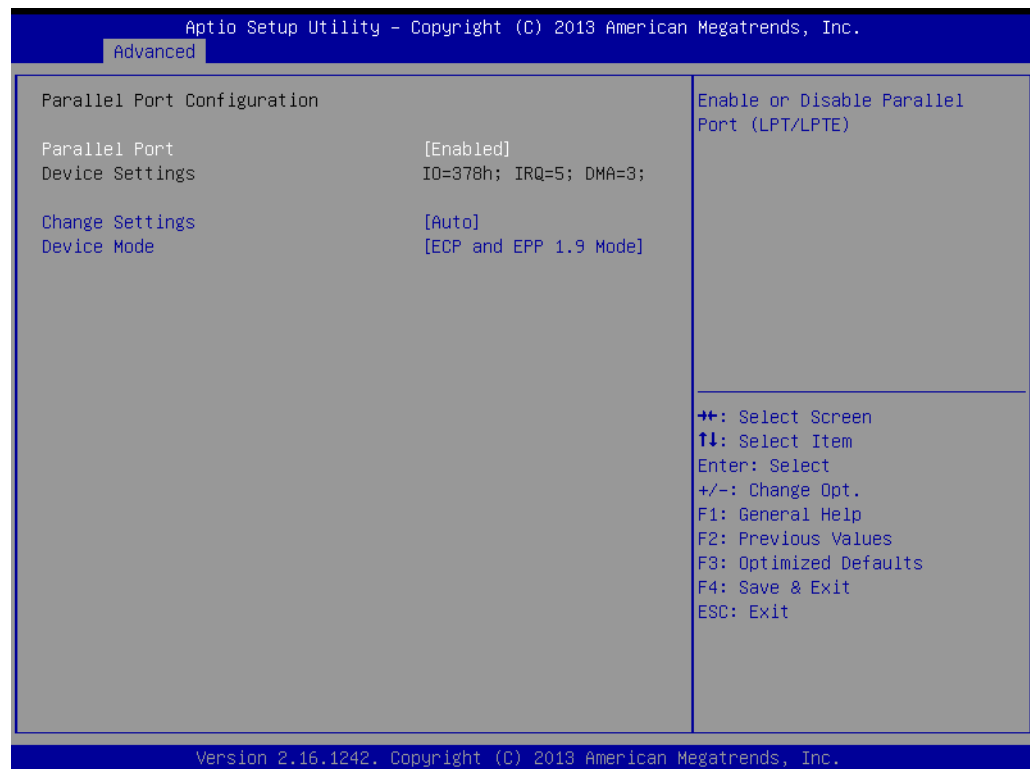 Aptio Setup Utility – Copyright (C) 2013 American Megatrends, Inc.
Advanced
Parallel Port Configuration
Parallel Port [Enabled]
Device Settings IO=378h; IRQ=5; DMA=3;
Change Settings [Auto]
Device Mode [ECP and EPP 1.9 Mode]
Enable or Disable Parallel
Port (LPT/LPTE)
→←: Select Screen
↑↓: Select Item
Enter: Select
+/-: Change Opt.
F1: General Help
F2: Previous Values
F3: Optimized Defaults
F4: Save & Exit
ESC: Exit
Version 2.16.1242. Copyright (C) 2013 American Megatrends, Inc.